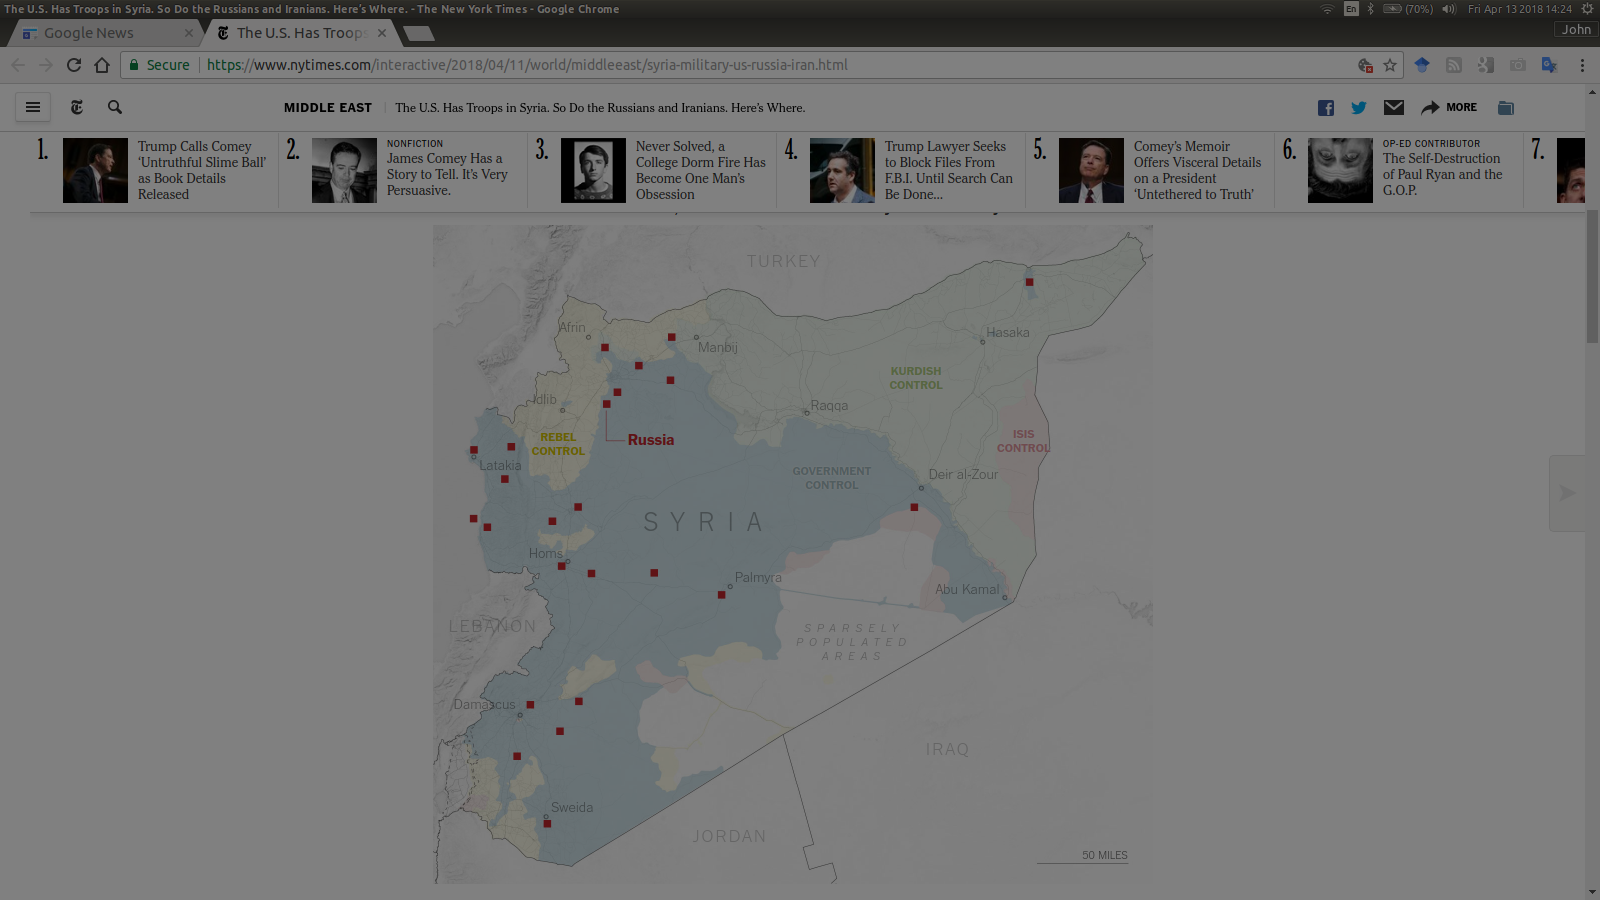 The U.S. Has Troops in Syria. So Do the Russians and Iranians. Here's Where. - The New York Times - Google Chrome
En
(70%)
Fri Apr 13 2018 14:24
Google News
The U.S. Has Troops
John
Secure
https://www.nytimes.com/interactive/2018/04/11/world/middleeast/syria-military-us-russia-iran.html
MIDDLE EAST
The U.S. Has Troops in Syria. So Do the Russians and Iranians. Here's Where.
MORE
1.
Trump Calls Comey
‘Untruthful Slime Ball’
as Book Details
Released
2.
NONFICTION
James Comey Has a
Story to Tell. It’s Very
Persuasive.
3.
Never Solved, a
College Dorm Fire Has
Become One Man’s
Obsession
4.
Trump Lawyer Seeks
to Block Files From
F.B.I. Until Search Can
Be Done...
5.
Comey’s Memoir
Offers Visceral Details
on a President
‘Untethered to Truth’
6.
OP-ED CONTRIBUTOR
The Self-Destruction
of Paul Ryan and the
G.O.P.
7.
TURKEY
Afrin
Manbij
Hasaka
KURDISH
CONTROL
Idlib
Raqqa
REBEL
CONTROL
Russia
ISIS
CONTROL
Latakia
GOVERNMENT
CONTROL
Deir al-Zour
SYRIA
Homs
Palmyra
Abu Kamal
LEBANON
SPARSELY
POPULATED
AREAS
Damascus
IRAQ
Sweida
JORDAN
50 MILES